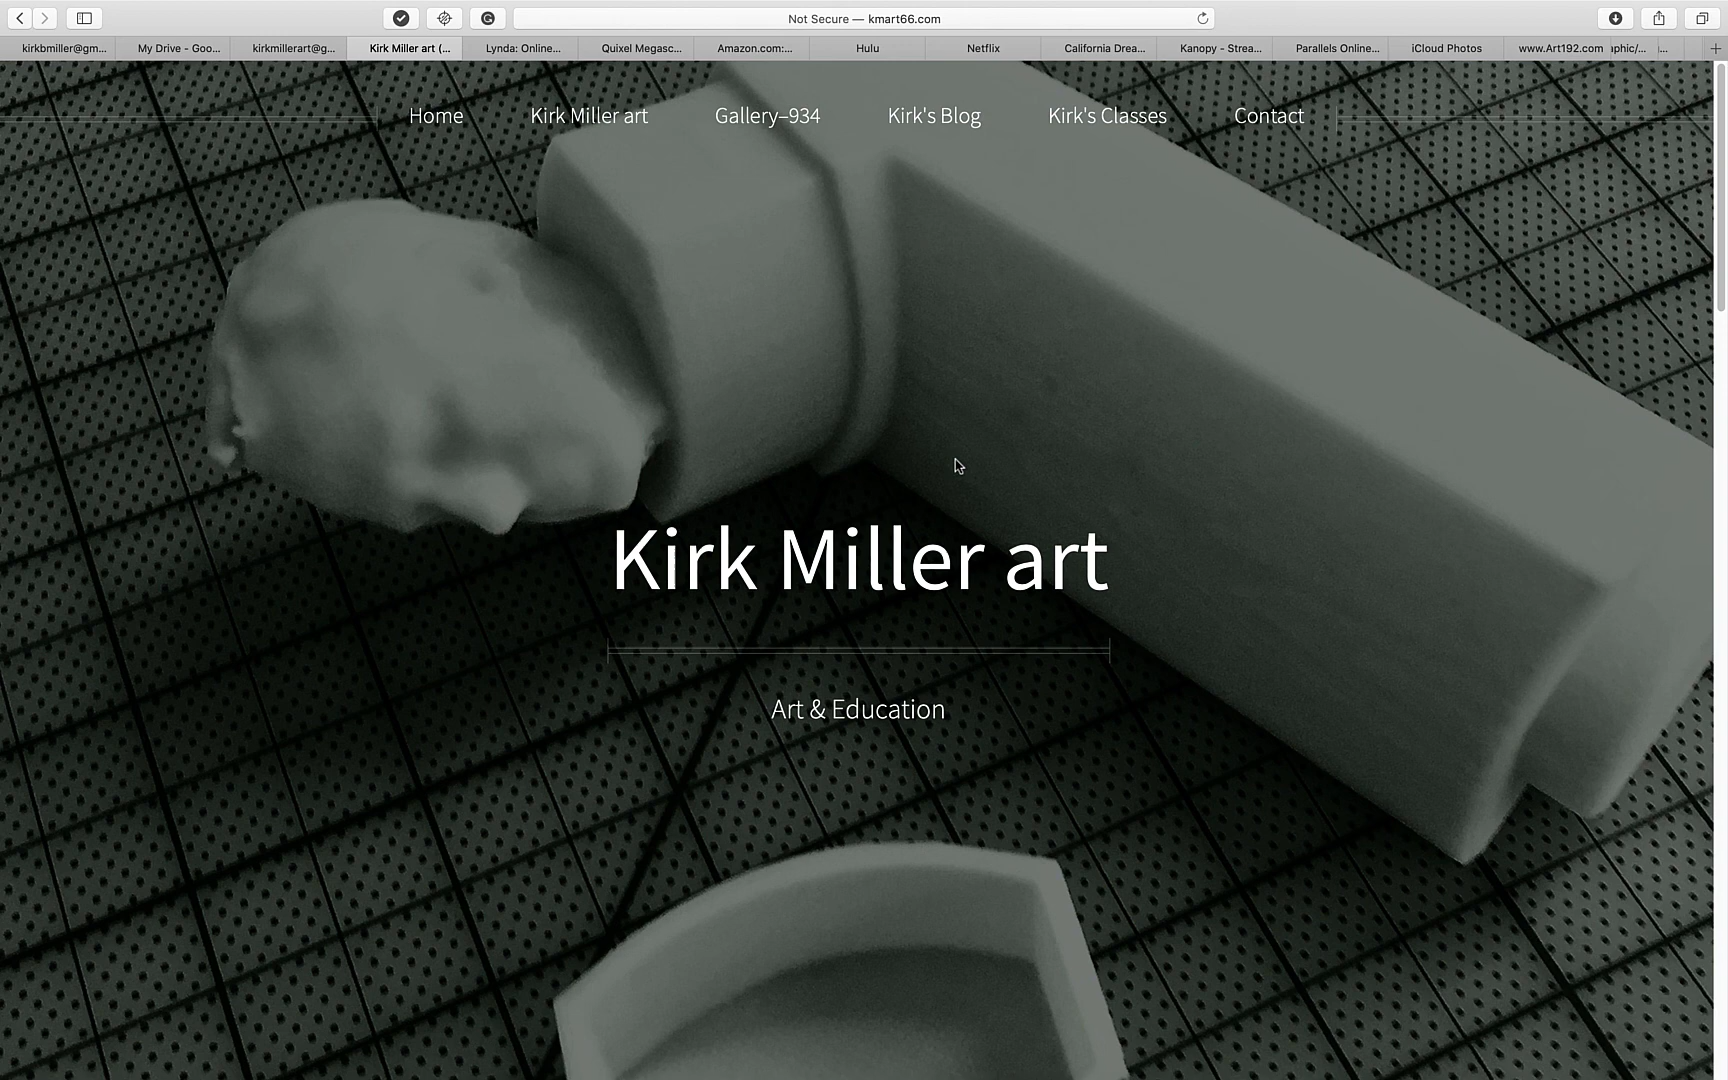 Not Secure — kmart66.com
kirkbmiller@gm... My Drive - Goo... kirkmillerart@g... Kirk Miller art (... Lynda: Online... Quixel Megasc... Amazon.com:... Hulu Netflix California Drea... Kanopy - Strea... Parallels Online... iCloud Photos www.Art192.com aphic/... ...
Home Kirk Miller art Gallery–934 Kirk's Blog Kirk's Classes Contact
Kirk Miller art
Art & Education